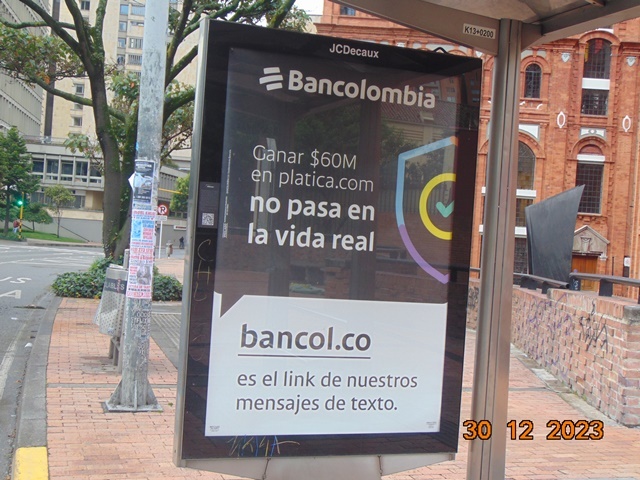 K13+0200
JCDecaux
Bancolombia
Ganar $60M
en platica.com
no pasa en
la vida real
bancol.co
es el link de nuestros
mensajes de texto.
30 12 2023